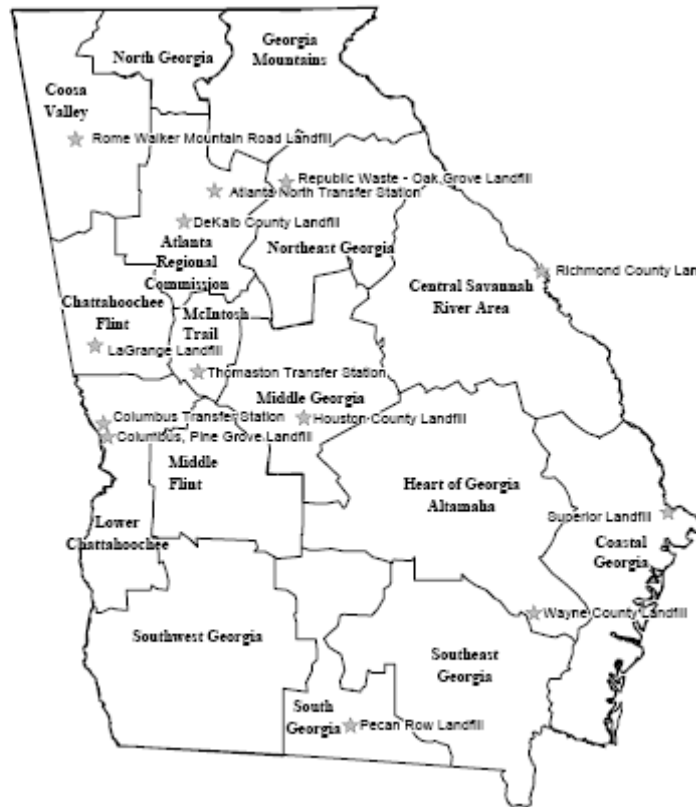 Georgia
Mountains
North Georgia
Coosa
Valley
Rome Walker Mountain Road Landfill
Republic Waste - Oak Grove Landfill
Atlanta North Transfer Station
DeKalb County Landfill
Atlanta
Regional
Commission
Northeast Georgia
Richmond County Lan
Central Savannah
River Area
Chattahoochee
Flint
McIntosh
Trail
LaGrange Landfill
Thomaston Transfer Station
Middle Georgia
Columbus Transfer Station
Houston County Landfill
Columbus, Pine Grove Landfill
Middle
Flint
Heart of Georgia
Altamaha
Lower
Chattahoochee
Superior Landfill
Coastal
Georgia
Wayne County Landfill
Southwest Georgia
Southeast
Georgia
South
Georgia
Pecan Row Landfill